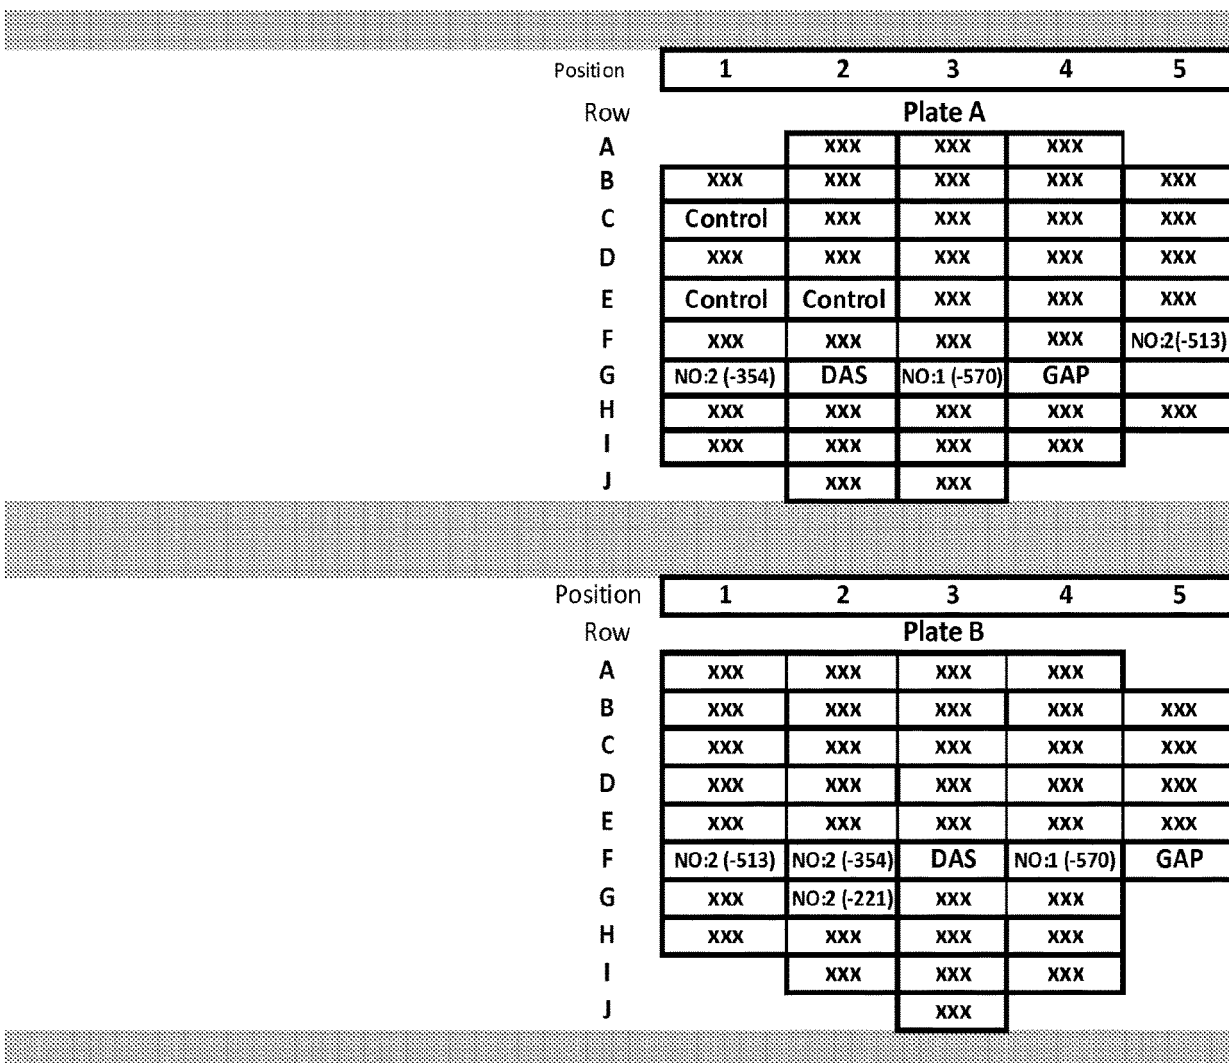 Position 1 2 3 4 5
Row Plate A
A xxx xxx xxx
B xxx xxx xxx xxx xxx
C Control xxx xxx xxx xxx
D xxx xxx xxx xxx xxx
E Control Control xxx xxx xxx
F xxx xxx xxx xxx NO:2(-513)
G NO:2 (-354) DAS NO:1 (-570) GAP
H xxx xxx xxx xxx xxx
I xxx xxx xxx xxx
J xxx xxx
Position 1 2 3 4 5
Row Plate B
A xxx xxx xxx xxx
B xxx xxx xxx xxx xxx
C xxx xxx xxx xxx xxx
D xxx xxx xxx xxx xxx
E xxx xxx xxx xxx xxx
F NO:2 (-513) NO:2 (-354) DAS NO:1 (-570) GAP
G xxx NO:2 (-221) xxx xxx
H xxx xxx xxx xxx
I xxx xxx xxx
J xxx